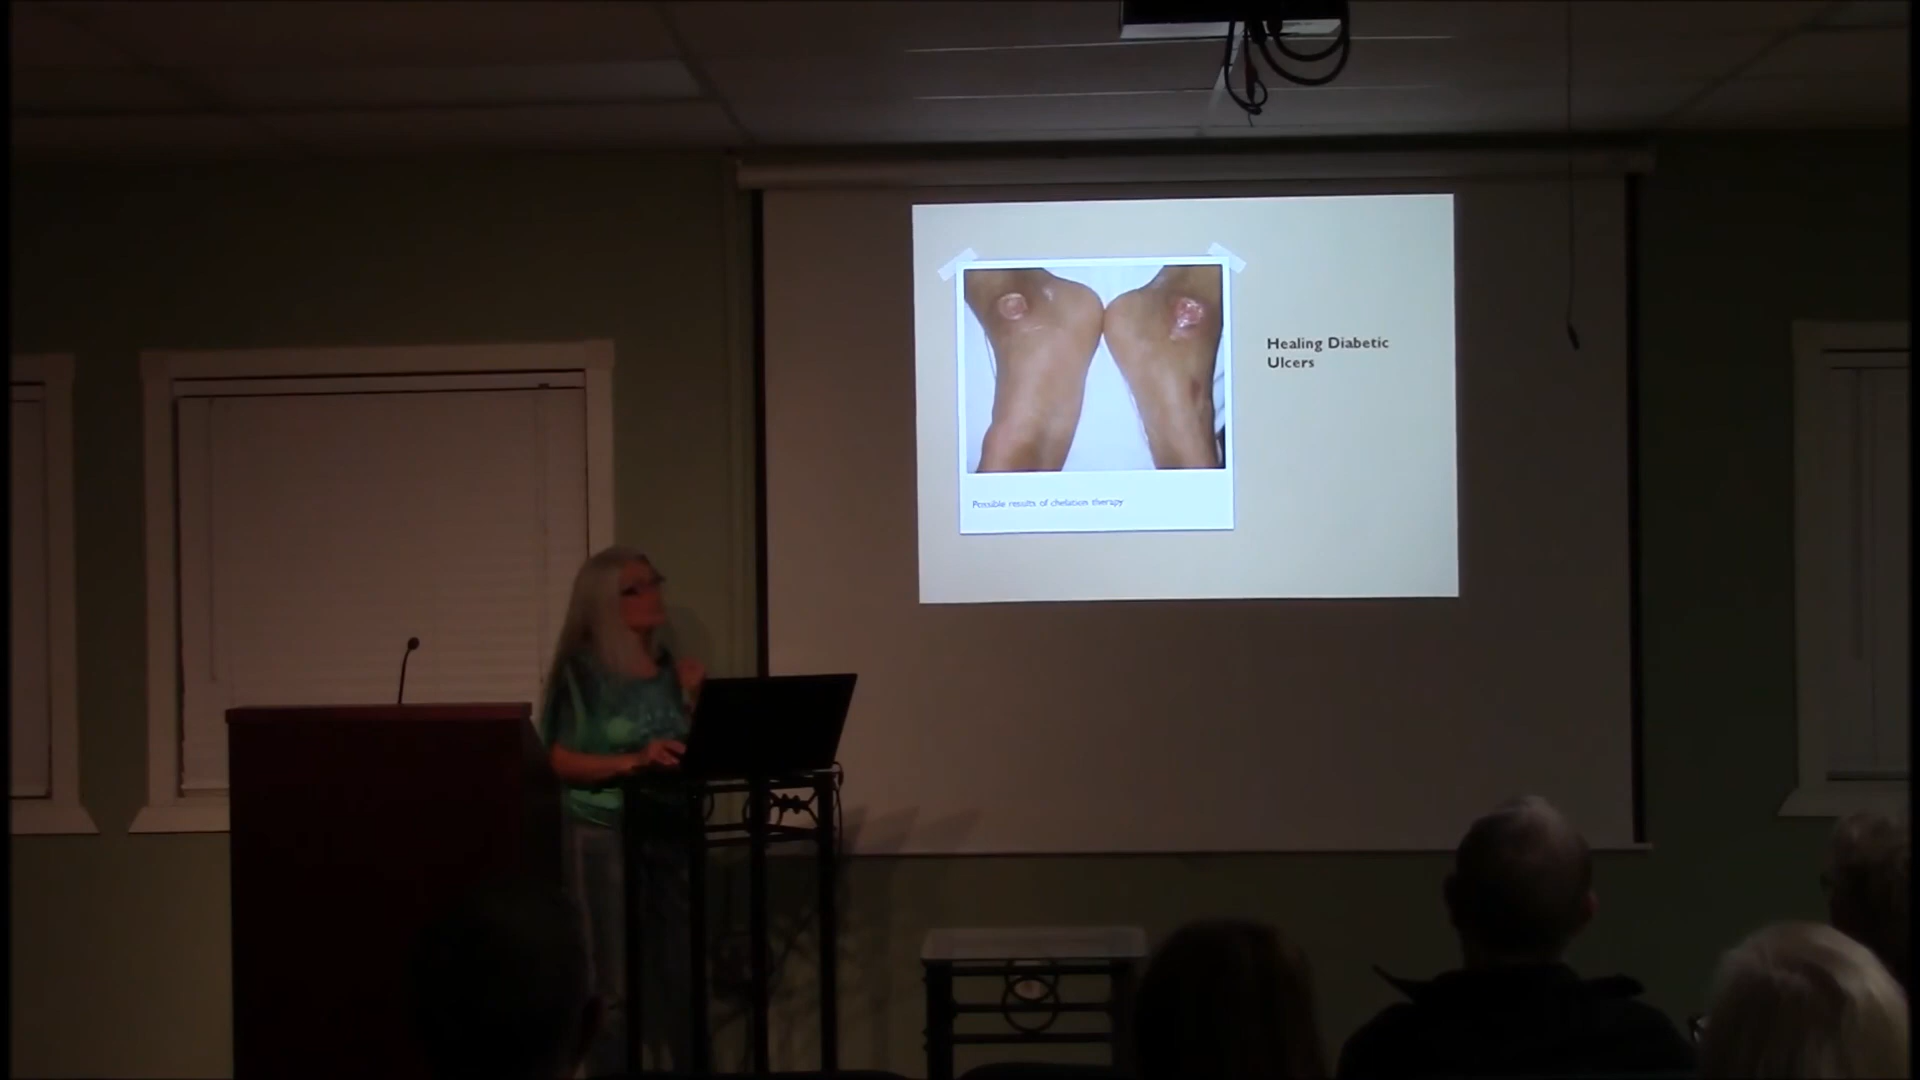 Healing Diabetic
Ulcers
Possible results of chelation therapy